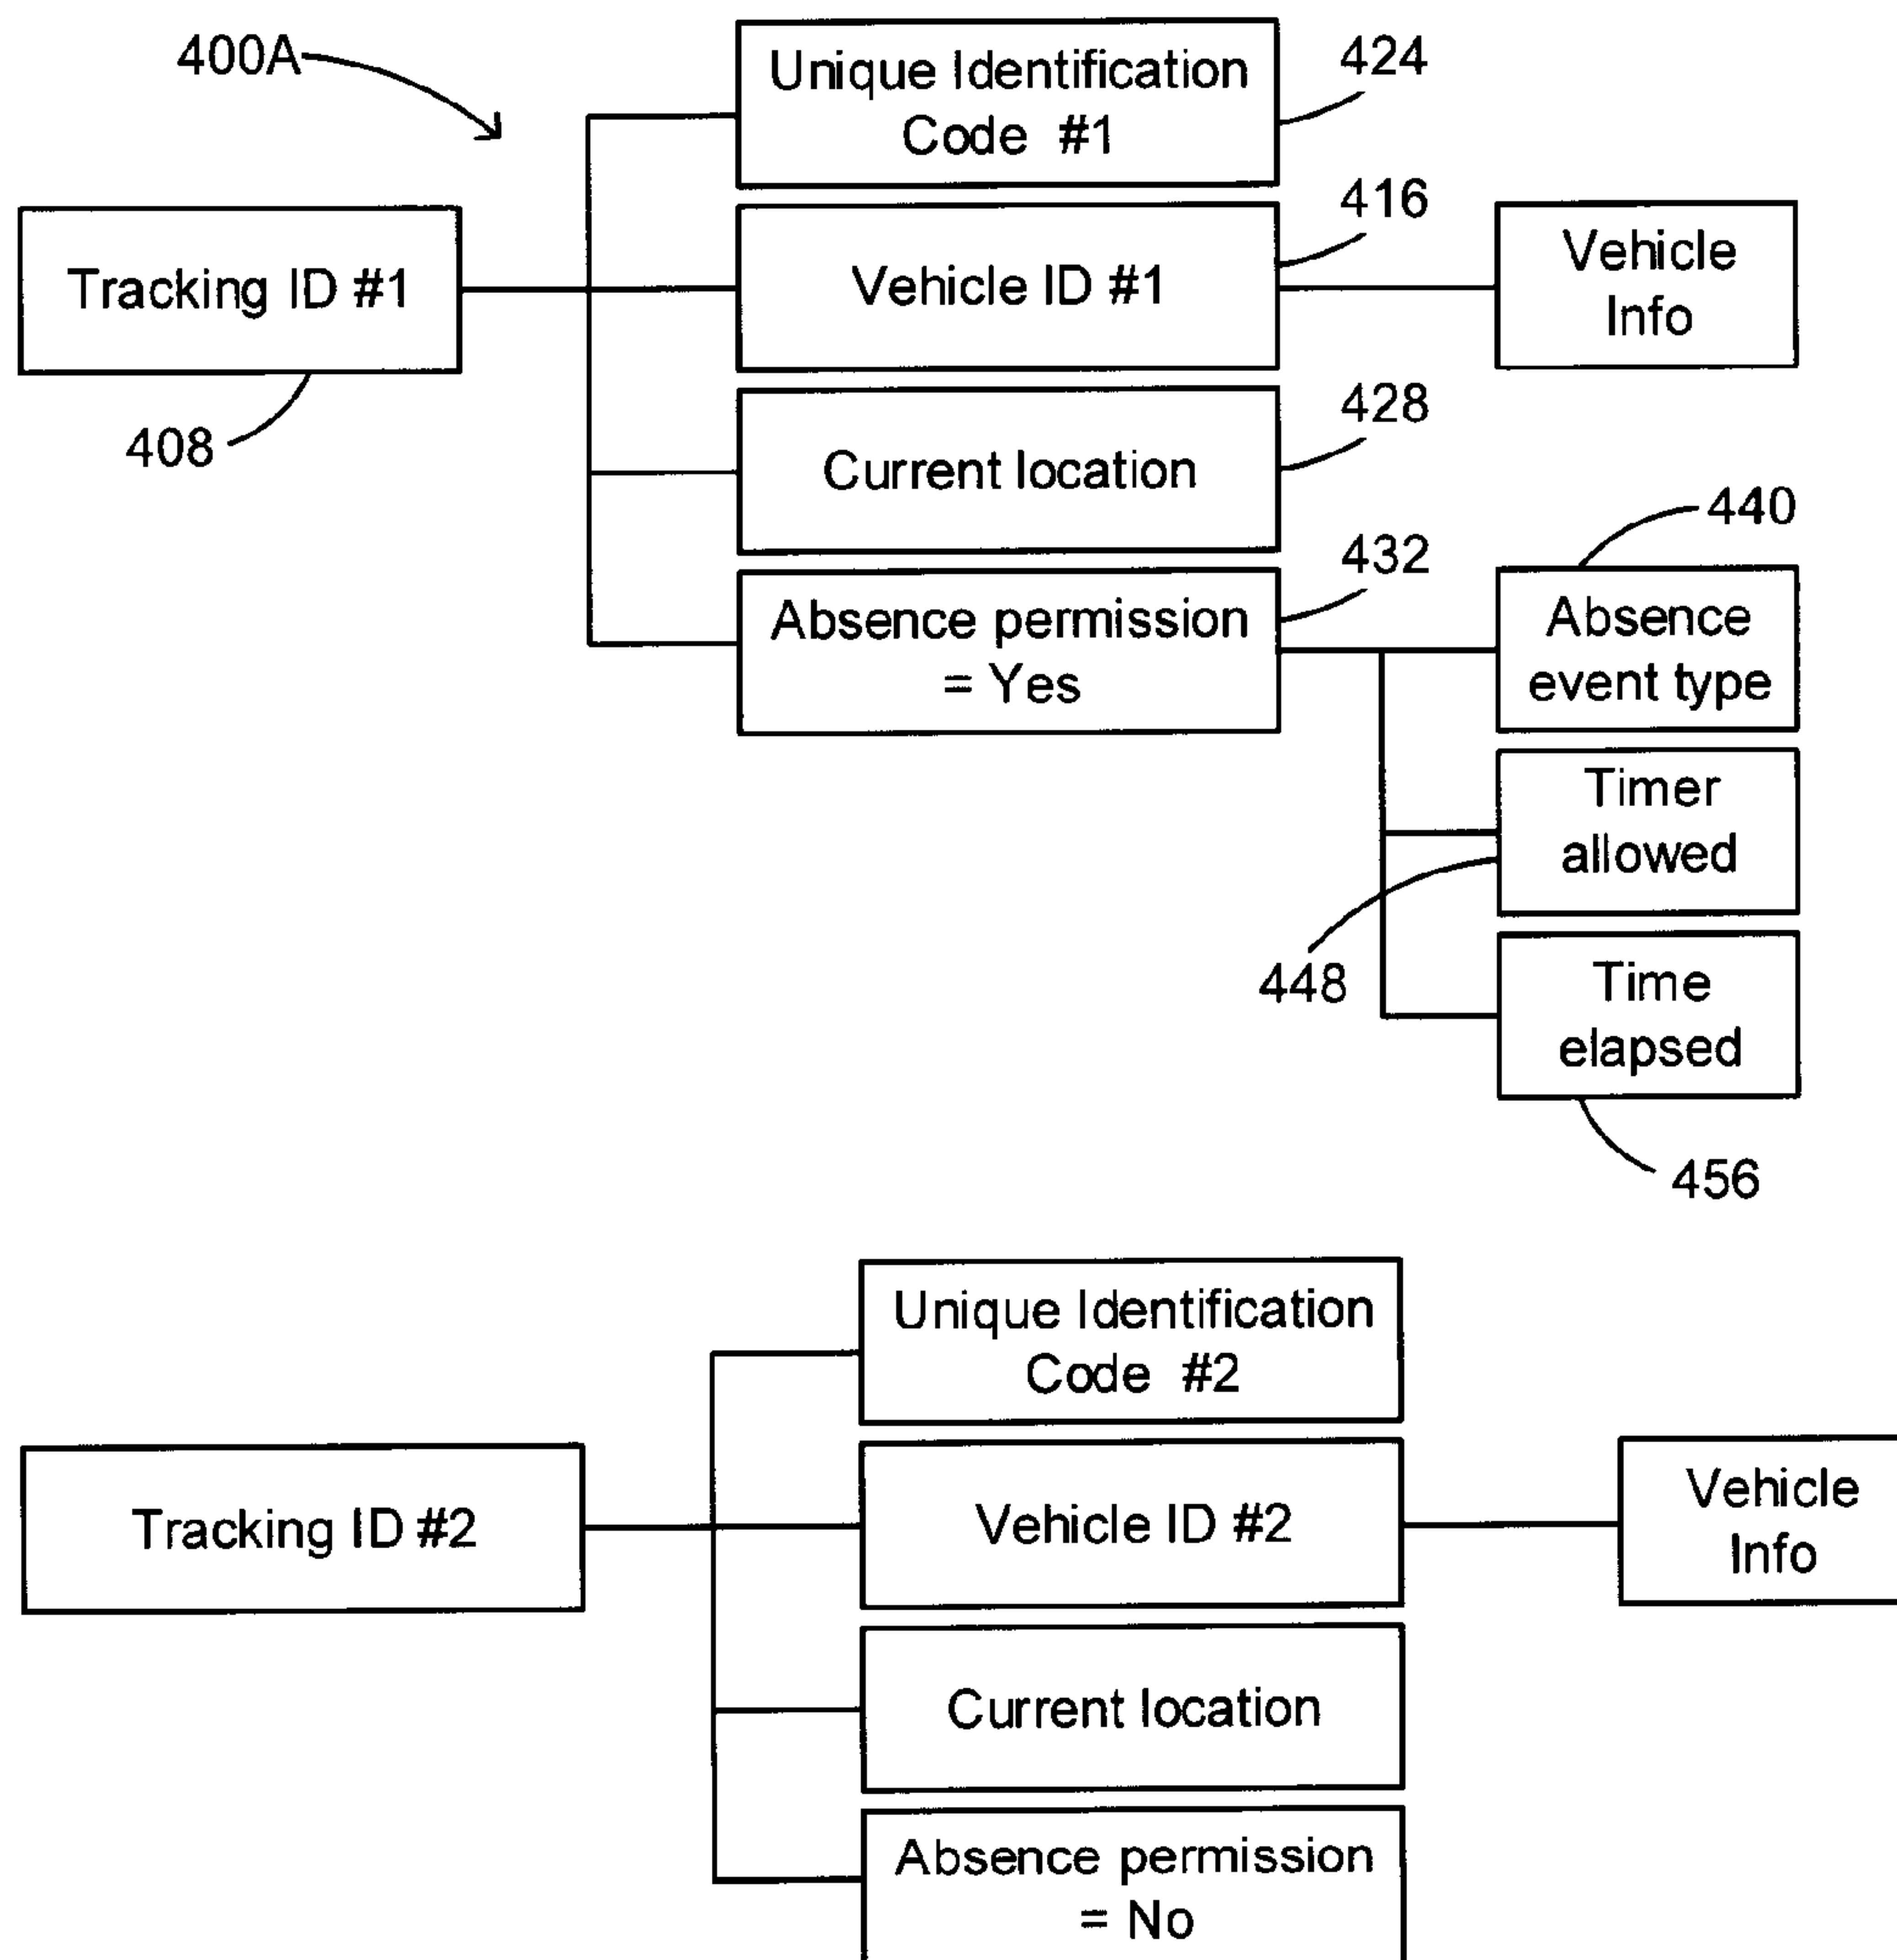 400A
Unique Identification
Code #1
424
Tracking ID #1
408
Vehicle ID #1
416
Vehicle
Info
Current location
428
Absence permission
= Yes
432
440
Absence
event type
Timer
allowed
448
Time
elapsed
456
Unique Identification
Code #2
Tracking ID #2
Vehicle ID #2
Vehicle
Info
Current location
Absence permission
= No